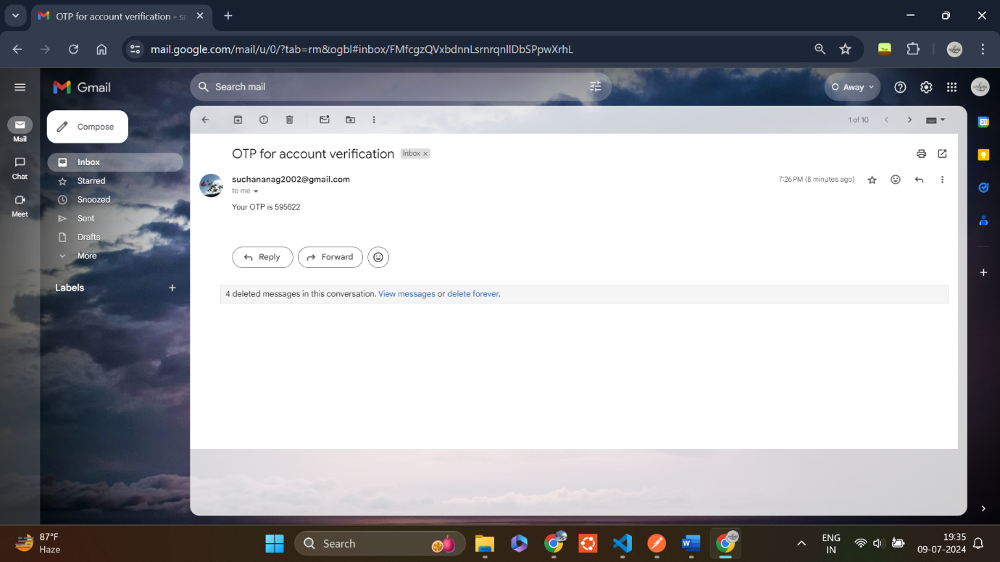 OTP for account verification - sr
mail.google.com/mail/u/0/?tab=rm&ogbl#inbox/FMfcgzQVxbdnnLsrnrqnllDbSPpwXrhL
Gmail
Search mail
Away
Mail
Chat
Meet
Compose
Inbox
Starred
Snoozed
Sent
Drafts
More
Labels
1 of 10
OTP for account verification Inbox ×
suchananag2002@gmail.com
7:26 PM (8 minutes ago)
to me
Your OTP is 595622
Reply
Forward
4 deleted messages in this conversation. View messages or delete forever.
31
87°F
Haze
Search
ENG
IN
19:35
09-07-2024